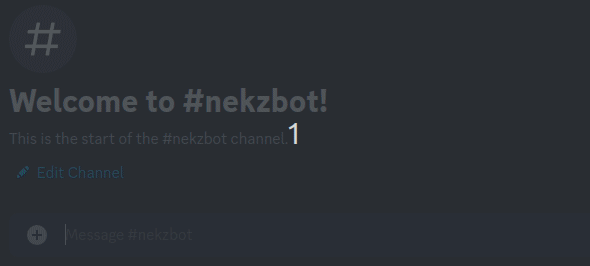 #
Welcome to #nekzbot!
This is the start of the #nekzbot channel.
1
Edit Channel
Message #nekzbot